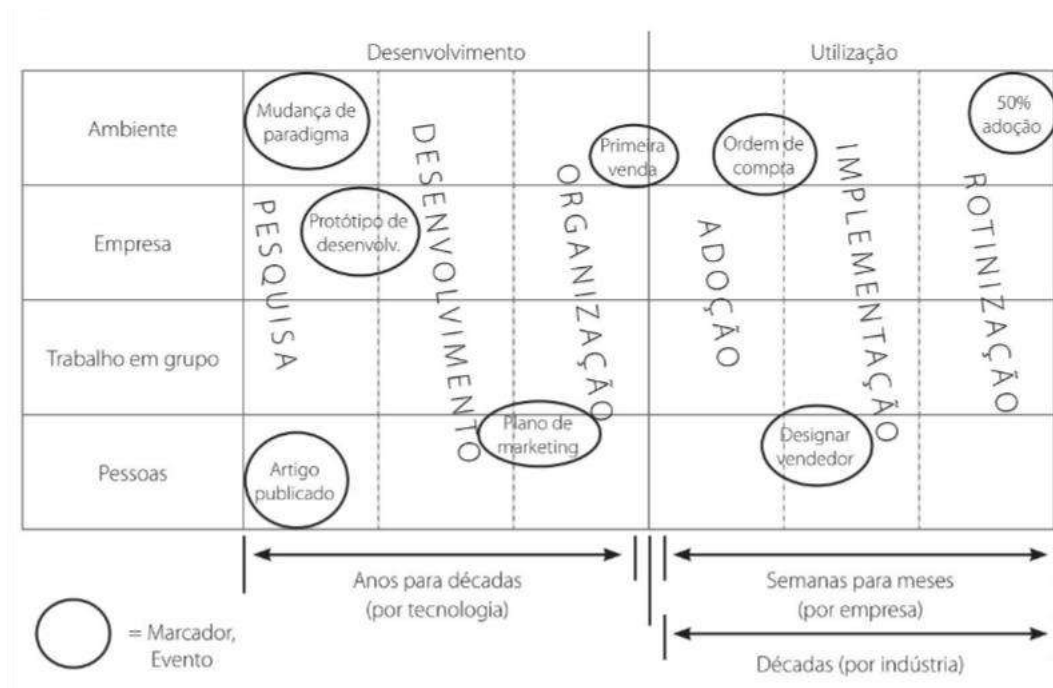 Desenvolvimento
Utilização
Ambiente
Mudança de
paradigma
Primeira
venda
Ordem de
compra
50%
adoção
Empresa
Protótipo de
desenvolv.
PESQUISA
DESENVOLVIMENTO
ORGANIZAÇÃO
ADOÇÃO
IMPLEMENTAÇÃO
ROTINIZAÇÃO
Trabalho em grupo
Pessoas
Artigo
publicado
Plano de
marketing
Designar
vendedor
Anos para décadas
(por tecnologia)
Semanas para meses
(por empresa)
Décadas (por indústria)
= Marcador,
Evento